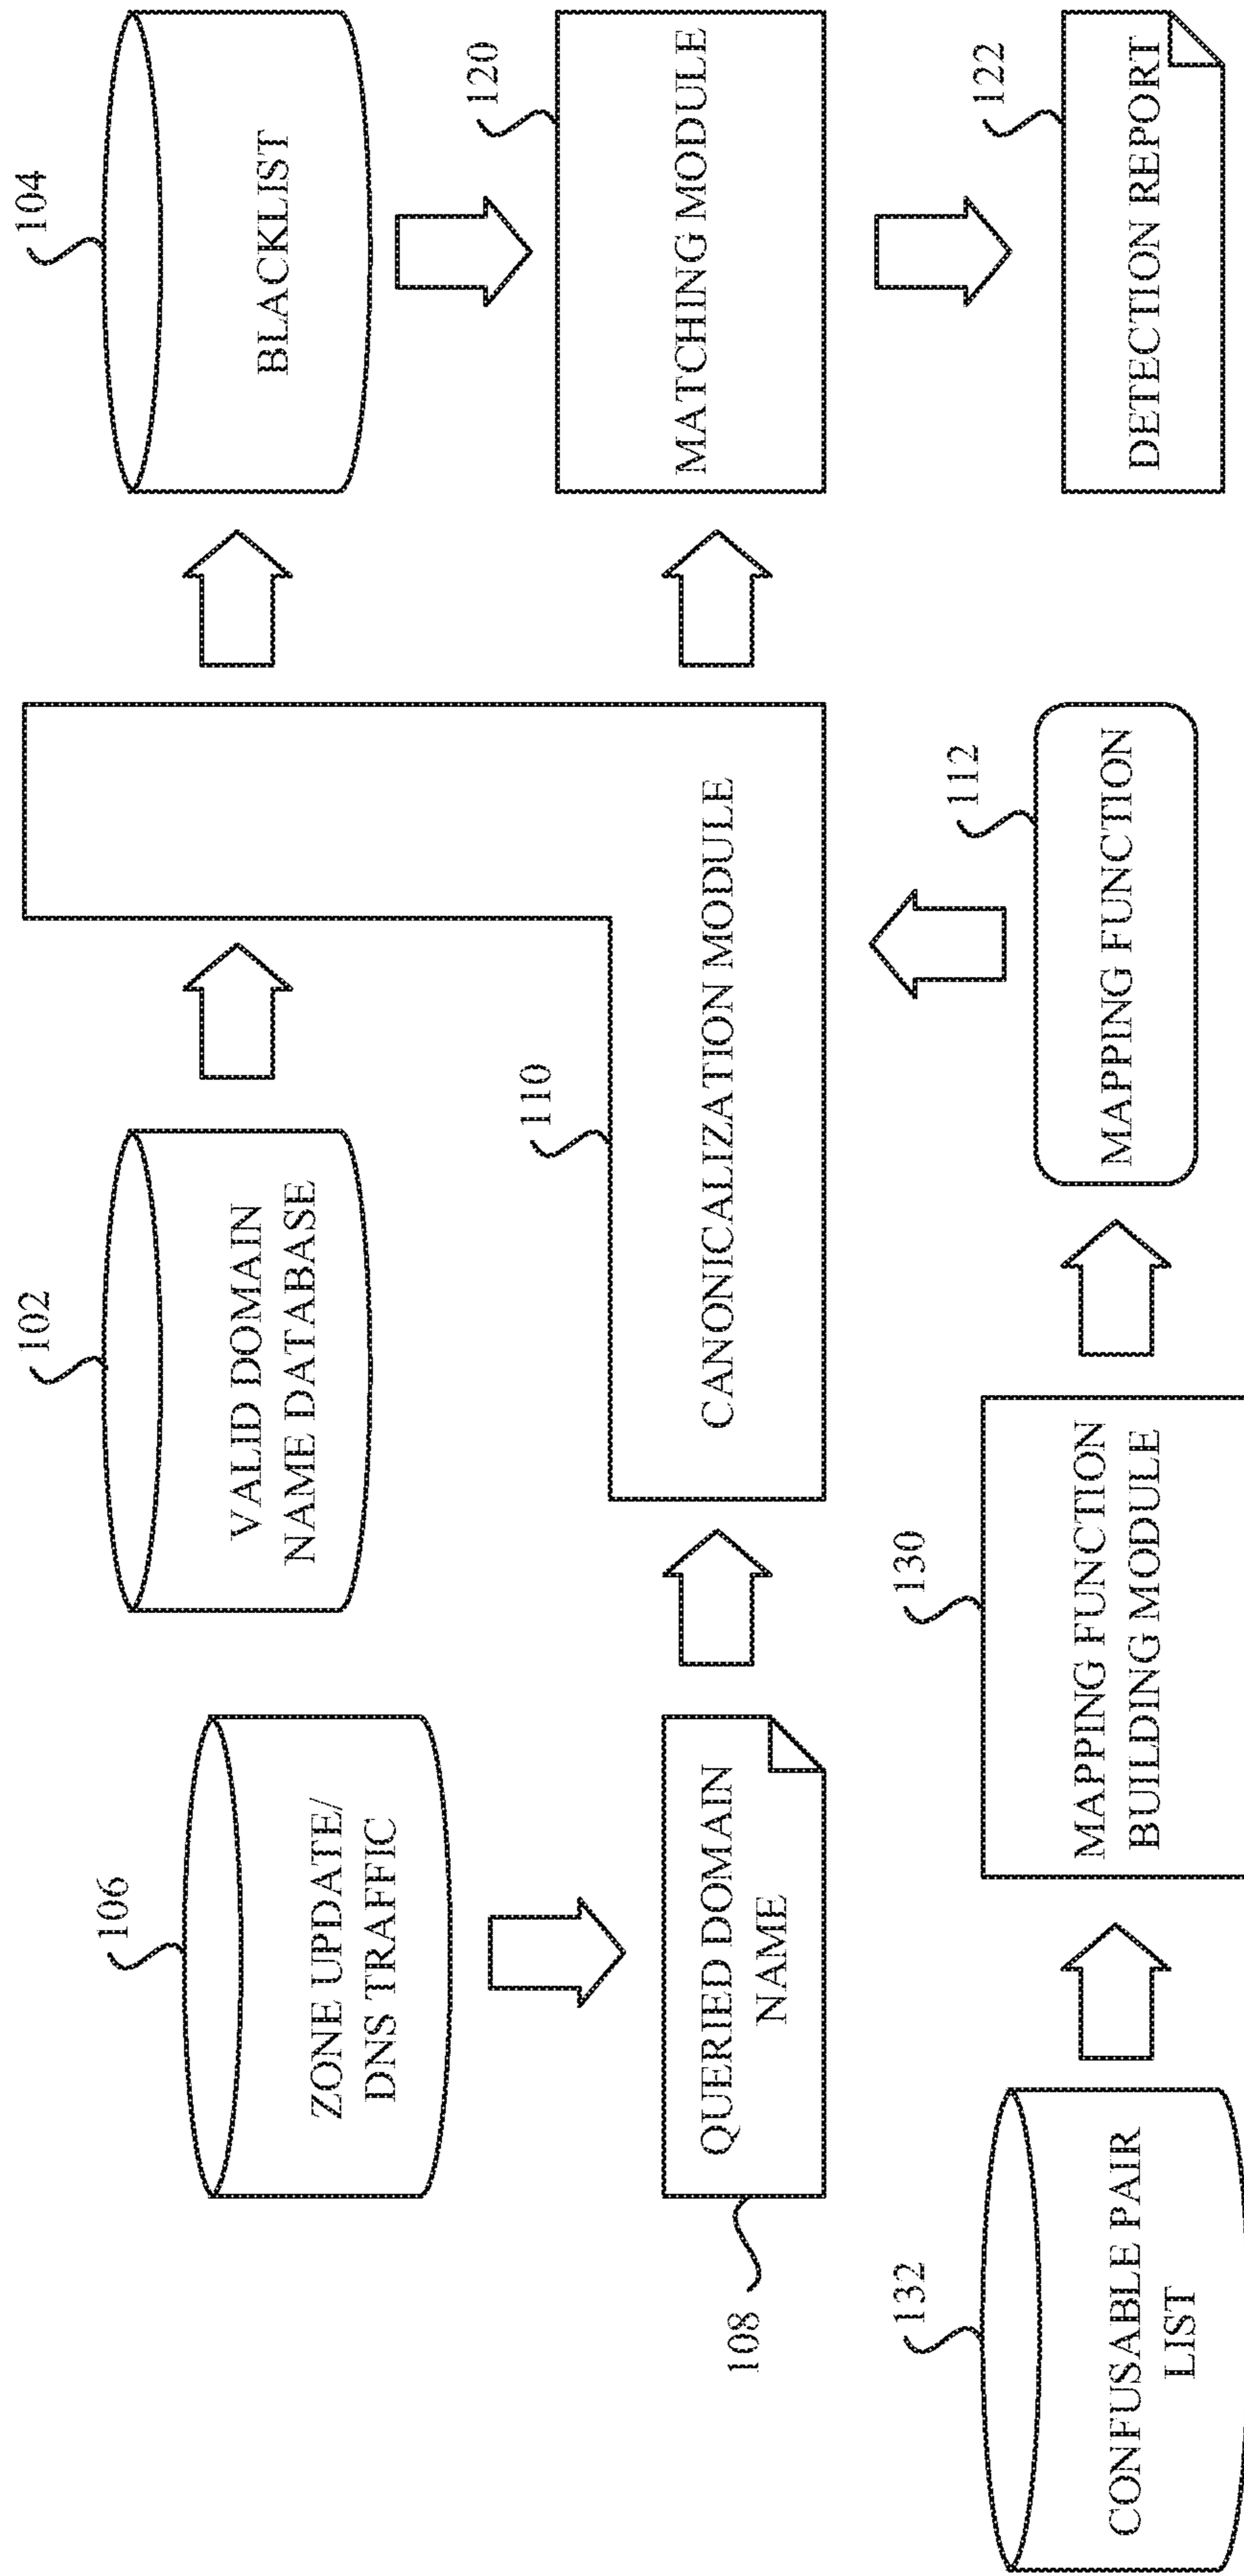 106
ZONE UPDATE/
DNS TRAFFIC
102
VALID DOMAIN
NAME DATABASE
104
BLACKLIST
108
QUERIED DOMAIN
NAME
110
CANONICALIZATION MODULE
120
MATCHING MODULE
132
CONFUSABLE PAIR
LIST
130
MAPPING FUNCTION
BUILDING MODULE
112
MAPPING FUNCTION
122
DETECTION REPORT